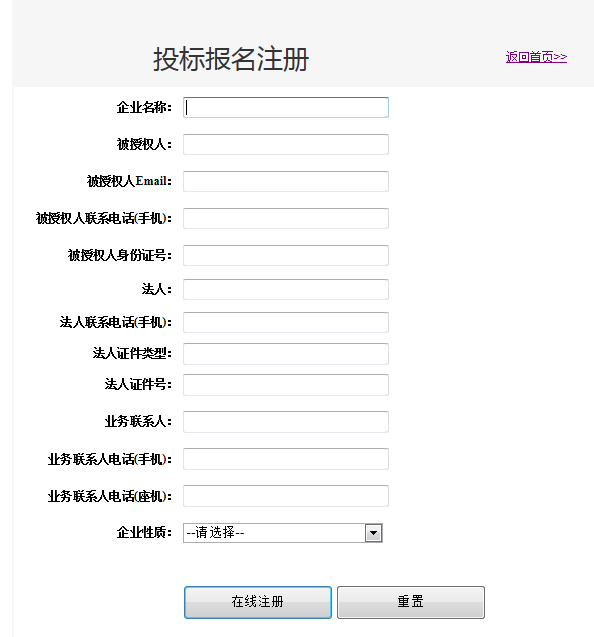 投标报名注册
返回首页>>
企业名称：
被授权人：
被授权人Email：
被授权人联系电话(手机)：
被授权人身份证号：
法人：
法人联系电话(手机)：
法人证件类型：
法人证件号：
业务联系人：
业务联系人电话(手机)：
业务联系人电话(座机)：
企业性质： --请选择--
在线注册 重置